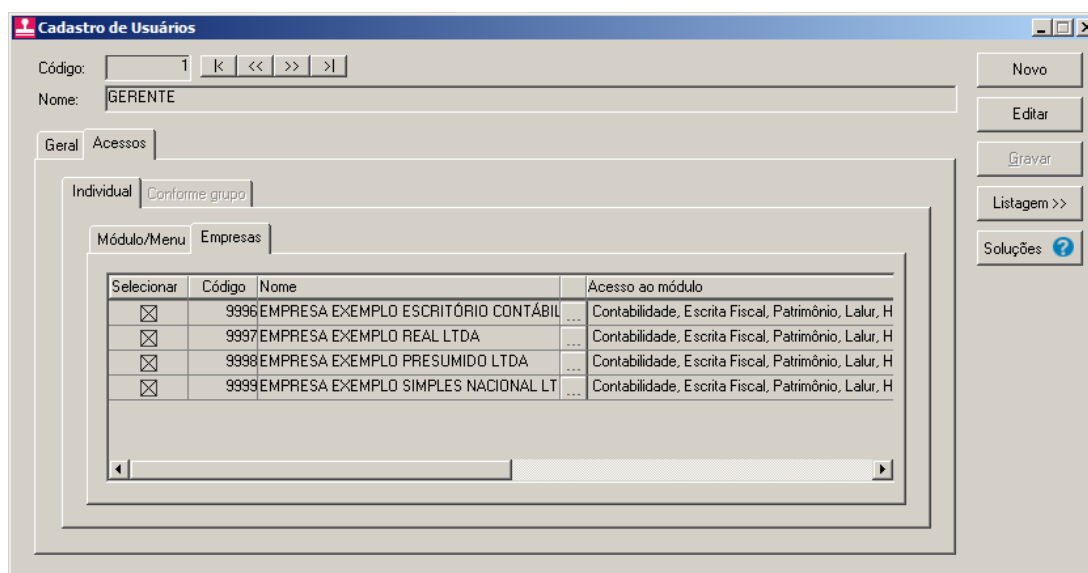 Cadastro de Usuários
Código: 1 |< << >> >| Novo
Nome: GERENTE
Editar
Geral Acessos
Gravar
Individual Conforme grupo
Listagem >>
Módulo/Menu Empresas
Soluções ?
Selecionar Código Nome Acesso ao módulo
9996 EMPRESA EXEMPLO ESCRITÓRIO CONTÁBIL ... Contabilidade, Escrita Fiscal, Patrimônio, Lalur, H
9997 EMPRESA EXEMPLO REAL LTDA ... Contabilidade, Escrita Fiscal, Patrimônio, Lalur, H
9998 EMPRESA EXEMPLO PRESUMIDO LTDA ... Contabilidade, Escrita Fiscal, Patrimônio, Lalur, H
9999 EMPRESA EXEMPLO SIMPLES NACIONAL LT ... Contabilidade, Escrita Fiscal, Patrimônio, Lalur, H